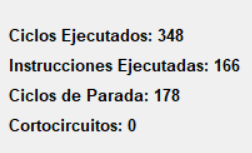 Ciclos Ejecutados: 348
Instrucciones Ejecutadas: 166
Ciclos de Parada: 178
Cortocircuitos: 0